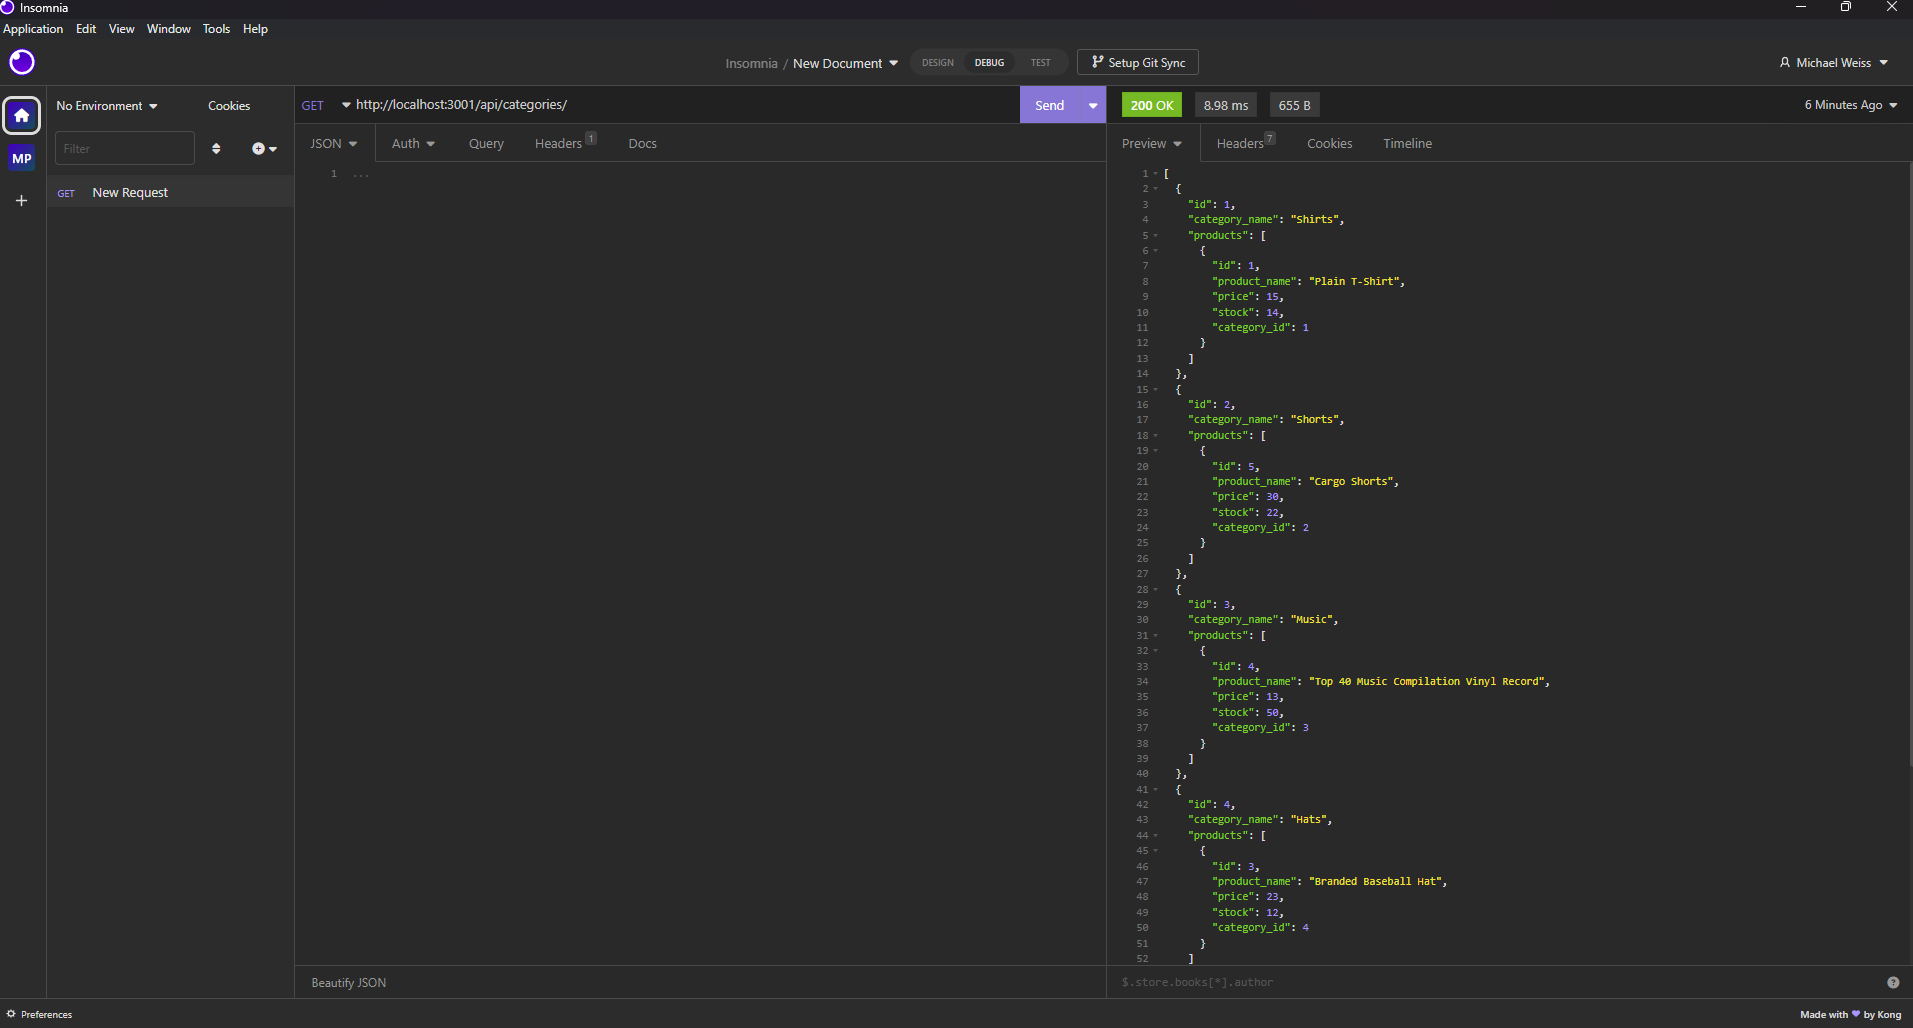 Insomnia
Application Edit View Window Tools Help
Insomnia / New Document DESIGN DEBUG TEST Setup Git Sync Michael Weiss
No Environment Cookies
GET http://localhost:3001/api/categories/ Send
200 OK 8.98 ms 655 B 6 Minutes Ago
Filter
MP
GET New Request
JSON Auth Query Headers 1 Docs
1 ...
Preview Headers 7 Cookies Timeline
1 [
2 {
3 "id": 1,
4 "category_name": "Shirts",
5 "products": [
6 {
7 "id": 1,
8 "product_name": "Plain T-Shirt",
9 "price": 15,
10 "stock": 14,
11 "category_id": 1
12 }
13 ]
14 },
15 {
16 "id": 2,
17 "category_name": "Shorts",
18 "products": [
19 {
20 "id": 5,
21 "product_name": "Cargo Shorts",
22 "price": 30,
23 "stock": 22,
24 "category_id": 2
25 }
26 ]
27 },
28 {
29 "id": 3,
30 "category_name": "Music",
31 "products": [
32 {
33 "id": 4,
34 "product_name": "Top 40 Music Compilation Vinyl Record",
35 "price": 13,
36 "stock": 50,
37 "category_id": 3
38 }
39 ]
40 },
41 {
42 "id": 4,
43 "category_name": "Hats",
44 "products": [
45 {
46 "id": 3,
47 "product_name": "Branded Baseball Hat",
48 "price": 23,
49 "stock": 12,
50 "category_id": 4
51 }
52 ]
Beautify JSON
$.store.books[*].author
Preferences
Made with 💜 by Kong